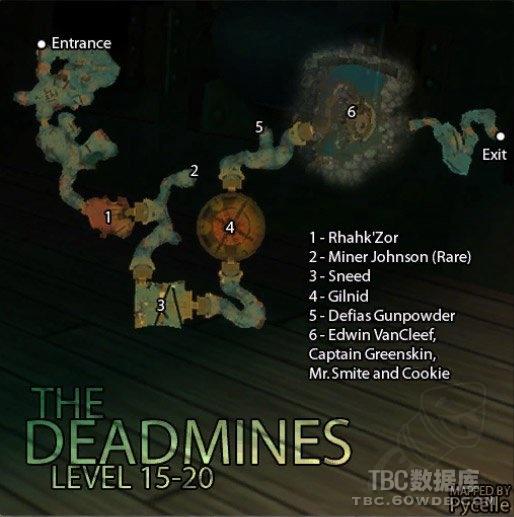 Entrance
5
6
2
Exit
1
4
3
1 - Rhahk'Zor
2 - Miner Johnson (Rare)
3 - Sneed
4 - Gilnid
5 - Defias Gunpowder
6 - Edwin VanCleef,
Captain Greenskin,
Mr.Smite and Cookie
THE
DEADMINES
LEVEL 15-20
TBC数据库
TBC.60WDB.COM
MAPPED BY
Pycelle